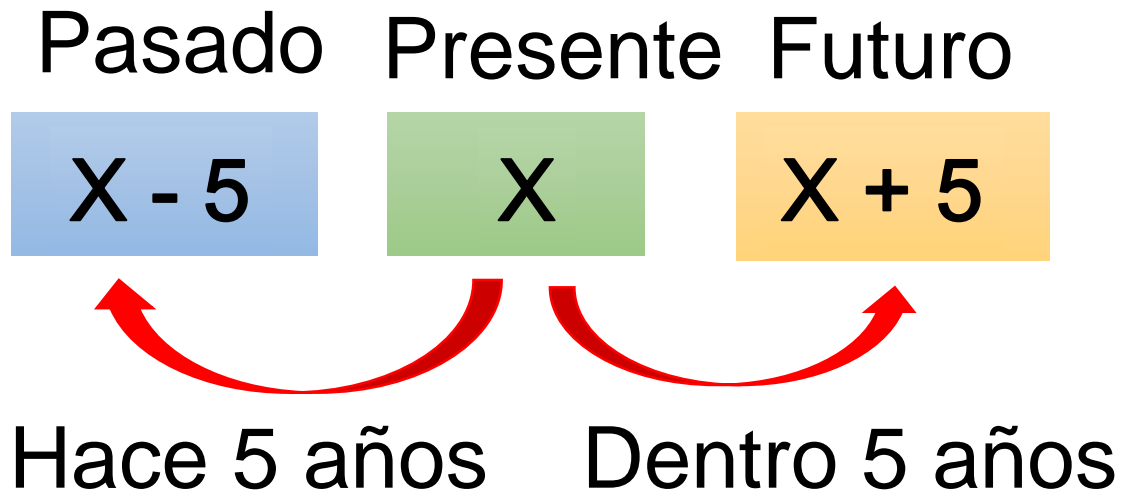 Pasado Presente Futuro
X - 5 X X + 5
Hace 5 años Dentro 5 años